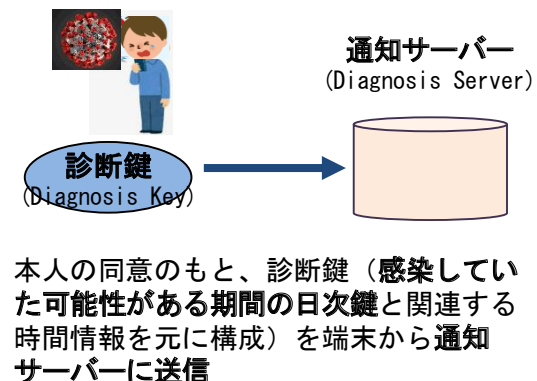 通知サーバー
(Diagnosis Server)
診断鍵
(Diagnosis Key)
本人の同意のもと、診断鍵（感染してい
た可能性がある期間の日次鍵と関連する
時間情報を元に構成）を端末から通知
サーバーに送信